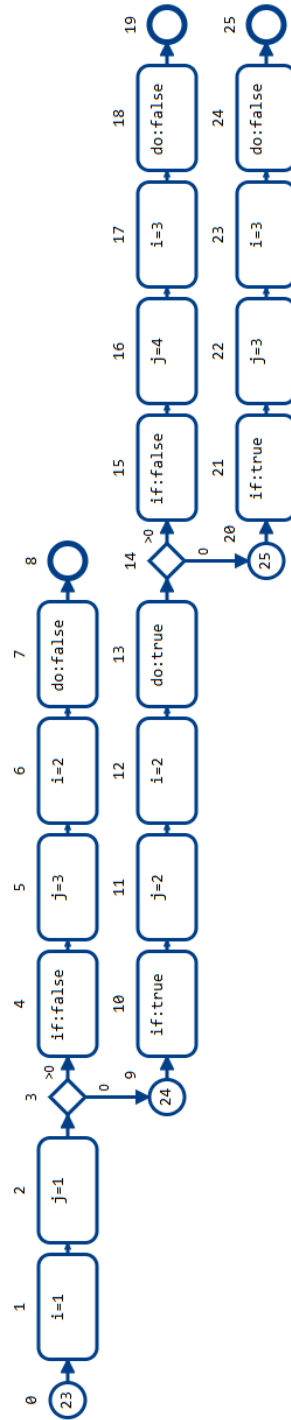 0
1
2
3
4
5
6
7
8
23
i=1
j=1
>0
if:false
j=3
i=2
do:false
0
9
10
11
12
13
14
15
16
17
18
19
24
if:true
j=2
i=2
do:true
>0
if:false
j=4
i=3
do:false
0
20
21
22
23
24
25
25
if:true
j=3
i=3
do:false